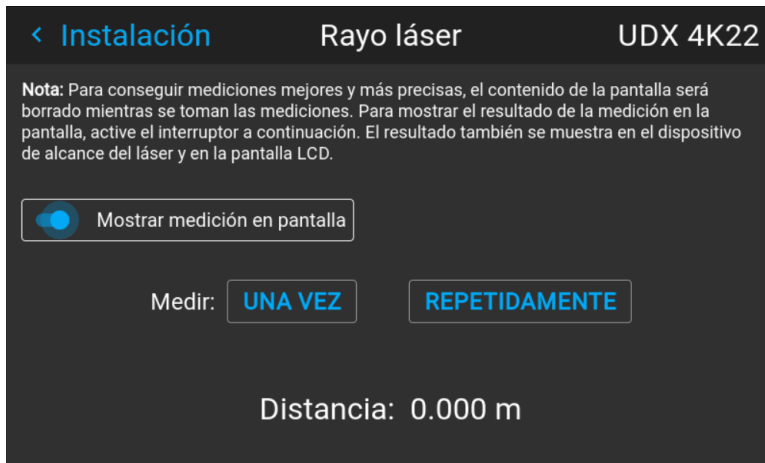 ‹ Instalación Rayo láser UDX 4K22
Nota: Para conseguir mediciones mejores y más precisas, el contenido de la pantalla será
borrado mientras se toman las mediciones. Para mostrar el resultado de la medición en la
pantalla, active el interruptor a continuación. El resultado también se muestra en el dispositivo
de alcance del láser y en la pantalla LCD.
Mostrar medición en pantalla
Medir: UNA VEZ REPETIDAMENTE
Distancia: 0.000 m